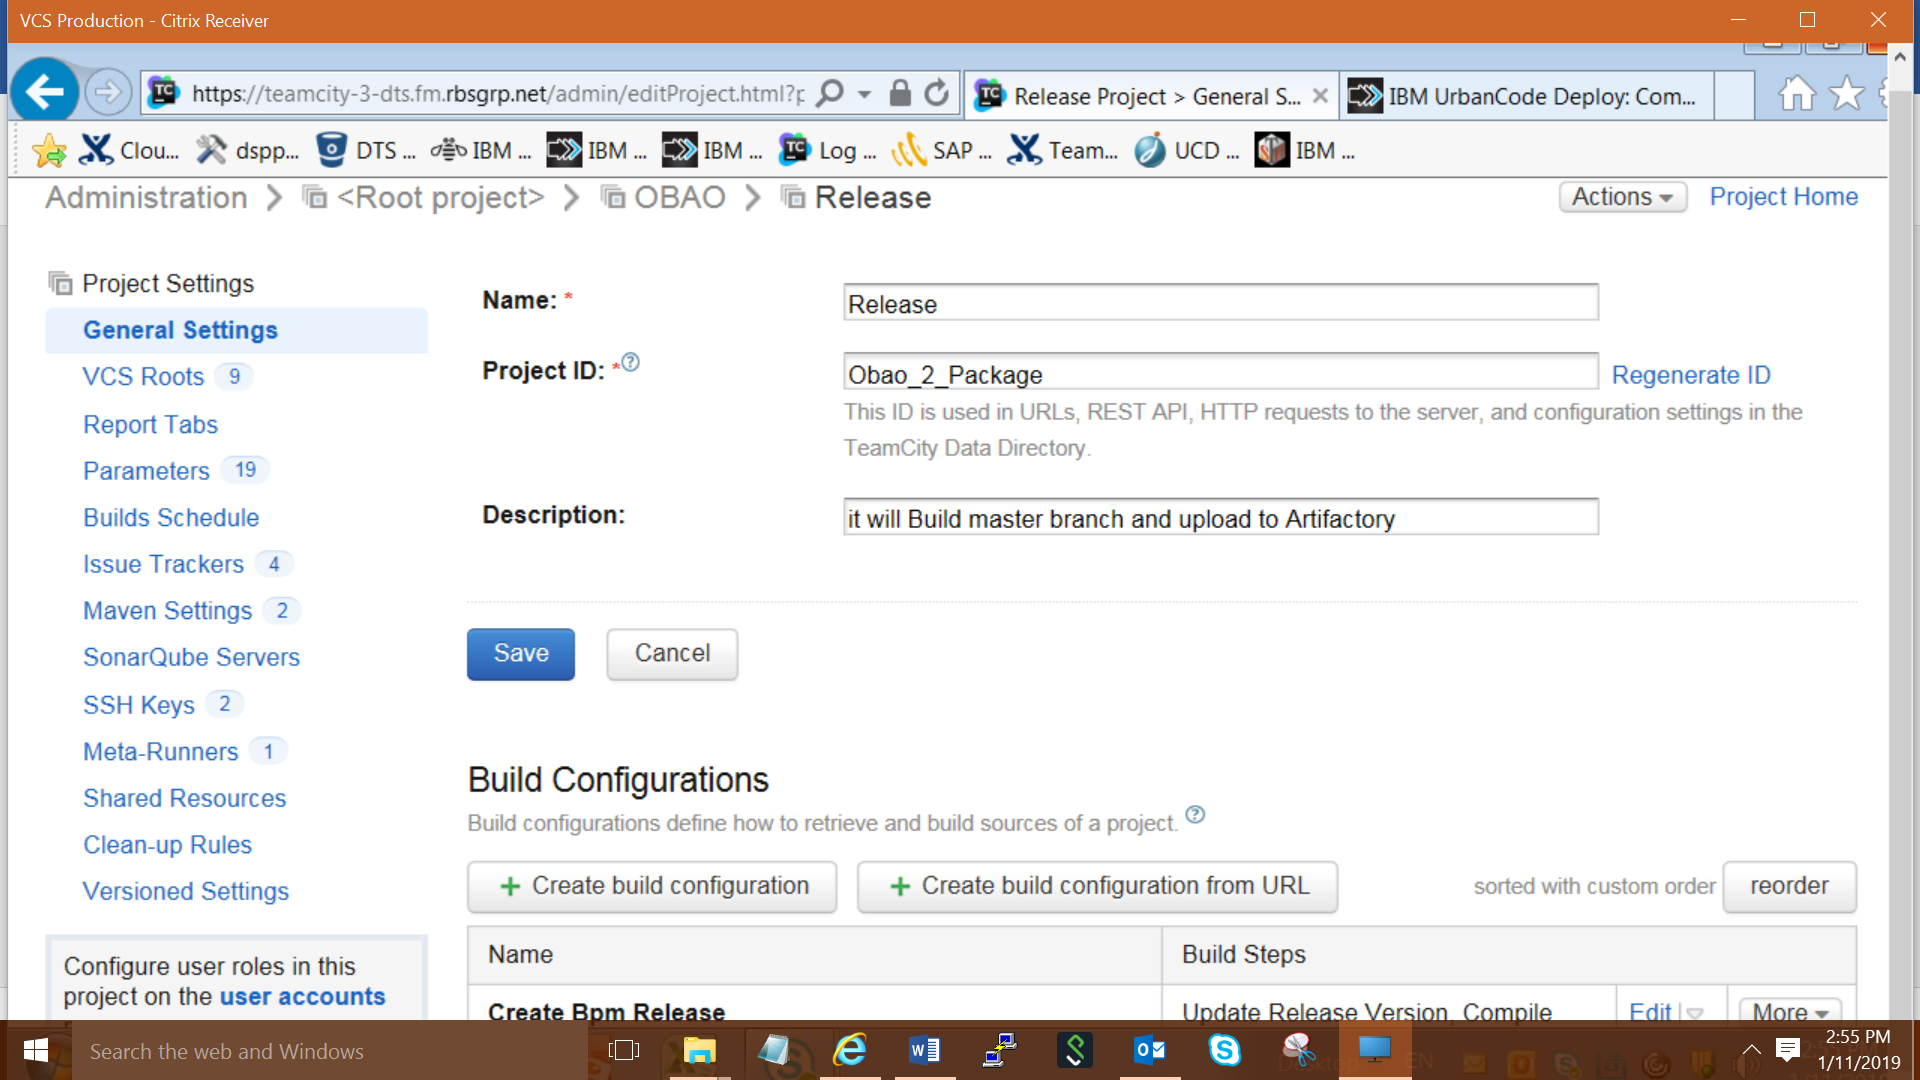 VCS Production - Citrix Receiver
https://teamcity-3-dts.fm.rbsgrp.net/admin/editProject.html?p
Release Project > General S...
IBM UrbanCode Deploy: Com...
Clou...
dspp...
DTS ...
IBM ...
IBM ...
IBM ...
Log ...
SAP ...
Team...
UCD ...
IBM ...
Administration > <Root project> > OBAO > Release
Actions
Project Home
Project Settings
General Settings
VCS Roots 9
Report Tabs
Parameters 19
Builds Schedule
Issue Trackers 4
Maven Settings 2
SonarQube Servers
SSH Keys 2
Meta-Runners 1
Shared Resources
Clean-up Rules
Versioned Settings
Configure user roles in this
project on the user accounts
Name: *
Release
Project ID: *
Obao_2_Package
Regenerate ID
This ID is used in URLs, REST API, HTTP requests to the server, and configuration settings in the
TeamCity Data Directory.
Description:
it will Build master branch and upload to Artifactory
Save
Cancel
Build Configurations
Build configurations define how to retrieve and build sources of a project.
+ Create build configuration
+ Create build configuration from URL
sorted with custom order
reorder
Name
Build Steps
Create Bpm Release
Update Release Version, Compile
Edit
More
Search the web and Windows
2:55 PM
1/11/2019